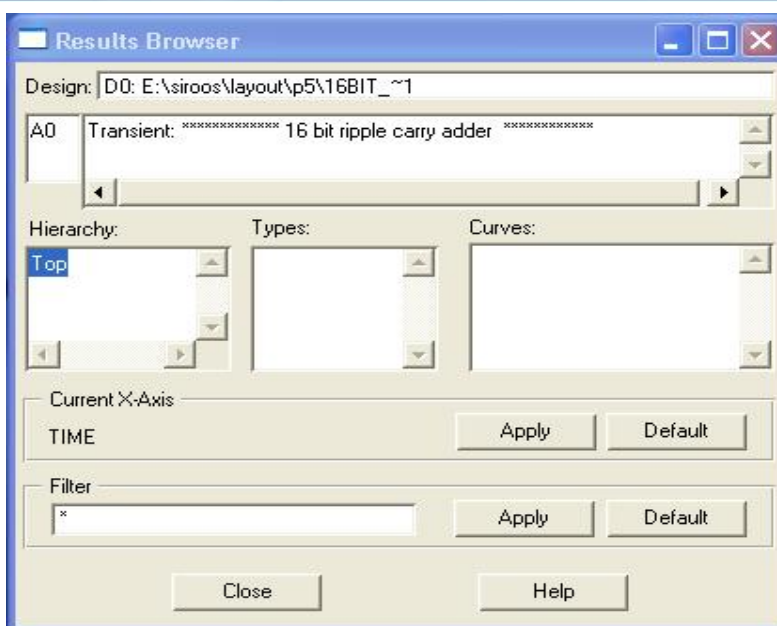 Results Browser
Design: D0: E:\siroos\layout\p5\16BIT_~1
A0 Transient: ************* 16 bit ripple carry adder ************
Hierarchy: Types: Curves:
Top
Current X-Axis
TIME Apply Default
Filter
* Apply Default
Close Help